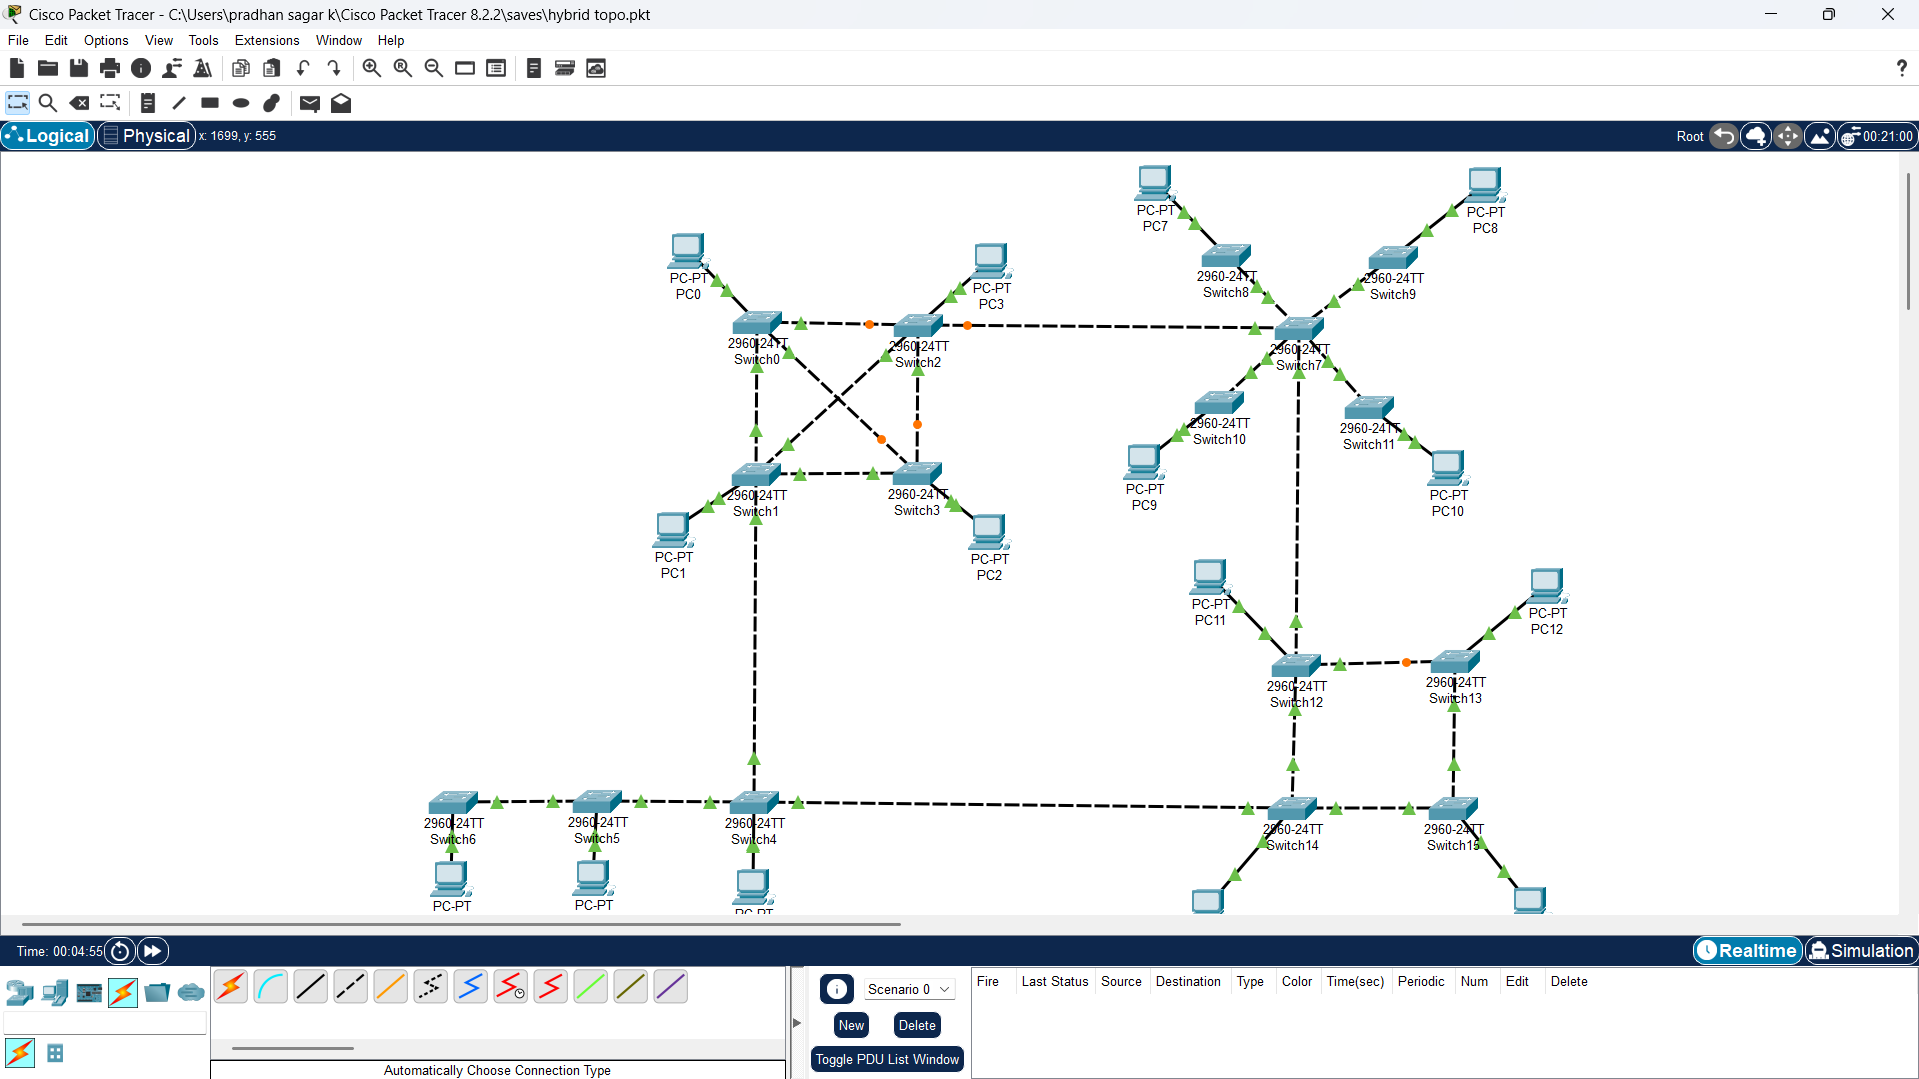 Cisco Packet Tracer - C:\Users\pradhan sagar k\Cisco Packet Tracer 8.2.2\saves\hybrid topo.pkt
File Edit Options View Tools Extensions Window Help
Logical Physical x: 1699, y: 555 Root 00:21:00
PC-PT
PC7
PC-PT
PC8
PC-PT
PC0
PC-PT
PC3
2960-24TT
Switch8
2960-24TT
Switch9
2960-24TT
Switch0
2960-24TT
Switch2
2960-24TT
Switch7
2960-24TT
Switch10
2960-24TT
Switch11
2960-24TT
Switch1
2960-24TT
Switch3
PC-PT
PC9
PC-PT
PC10
PC-PT
PC1
PC-PT
PC2
PC-PT
PC11
PC-PT
PC12
2960-24TT
Switch12
2960-24TT
Switch13
2960-24TT
Switch6
2960-24TT
Switch5
2960-24TT
Switch4
2960-24TT
Switch14
2960-24TT
Switch15
PC-PT
PC-PT
PC-PT
Time: 00:04:55 Realtime Simulation
Scenario 0
New Delete
Toggle PDU List Window
Fire Last Status Source Destination Type Color Time(sec) Periodic Num Edit Delete
Automatically Choose Connection Type